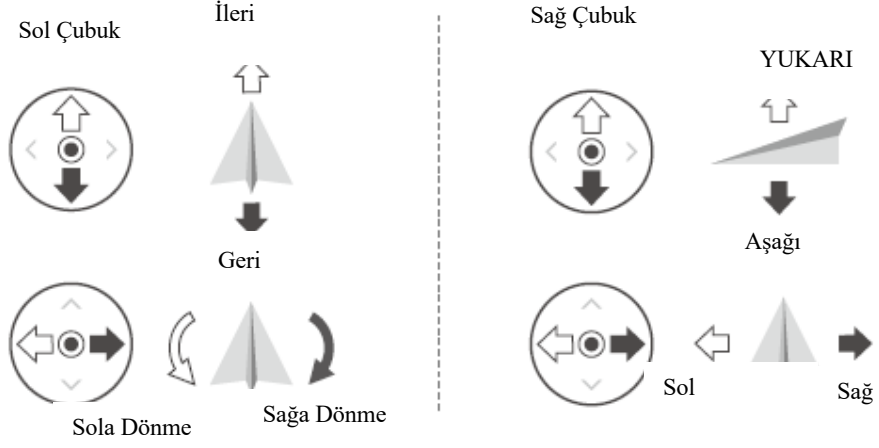 Sol Çubuk
İleri
Geri
Sola Dönme
Sağa Dönme
Sağ Çubuk
YUKARI
Aşağı
Sol
Sağ